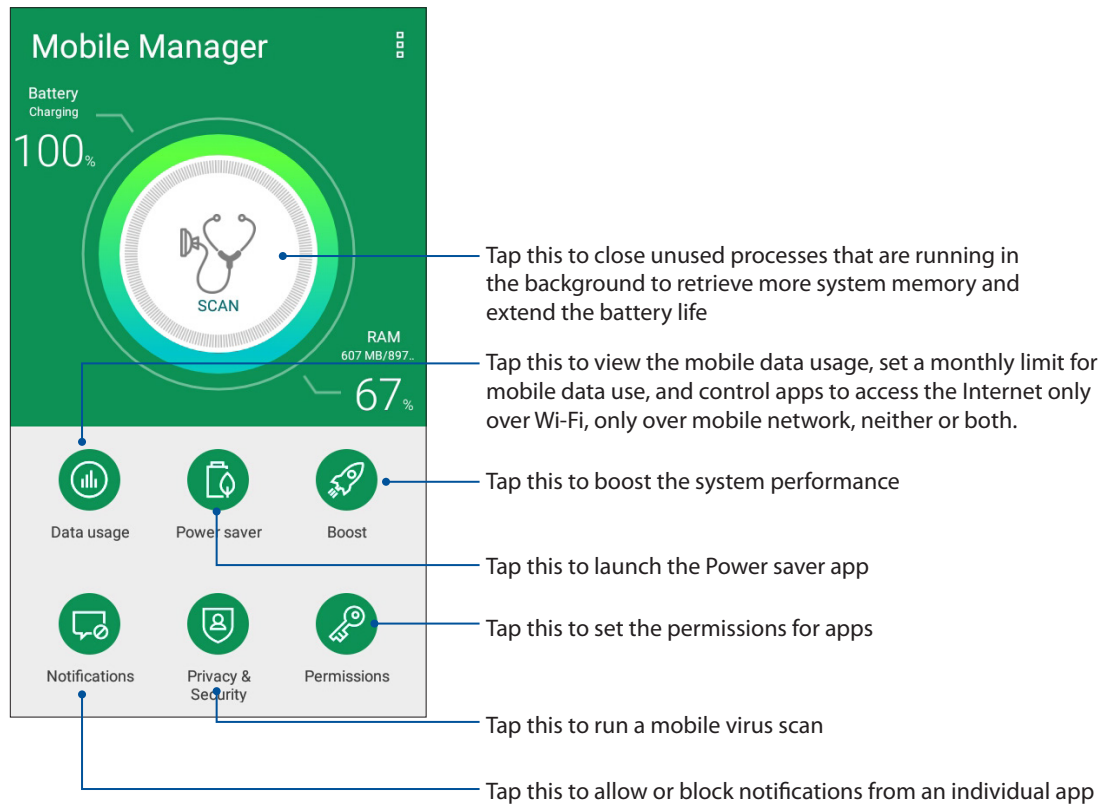 Mobile Manager
Battery
Charging
100%
SCAN
RAM
607 MB/897..
67%
Data usage
Power saver
Boost
Notifications
Privacy &
Security
Permissions
Tap this to close unused processes that are running in
the background to retrieve more system memory and
extend the battery life
Tap this to view the mobile data usage, set a monthly limit for
mobile data use, and control apps to access the Internet only
over Wi-Fi, only over mobile network, neither or both.
Tap this to boost the system performance
Tap this to launch the Power saver app
Tap this to set the permissions for apps
Tap this to run a mobile virus scan
Tap this to allow or block notifications from an individual app